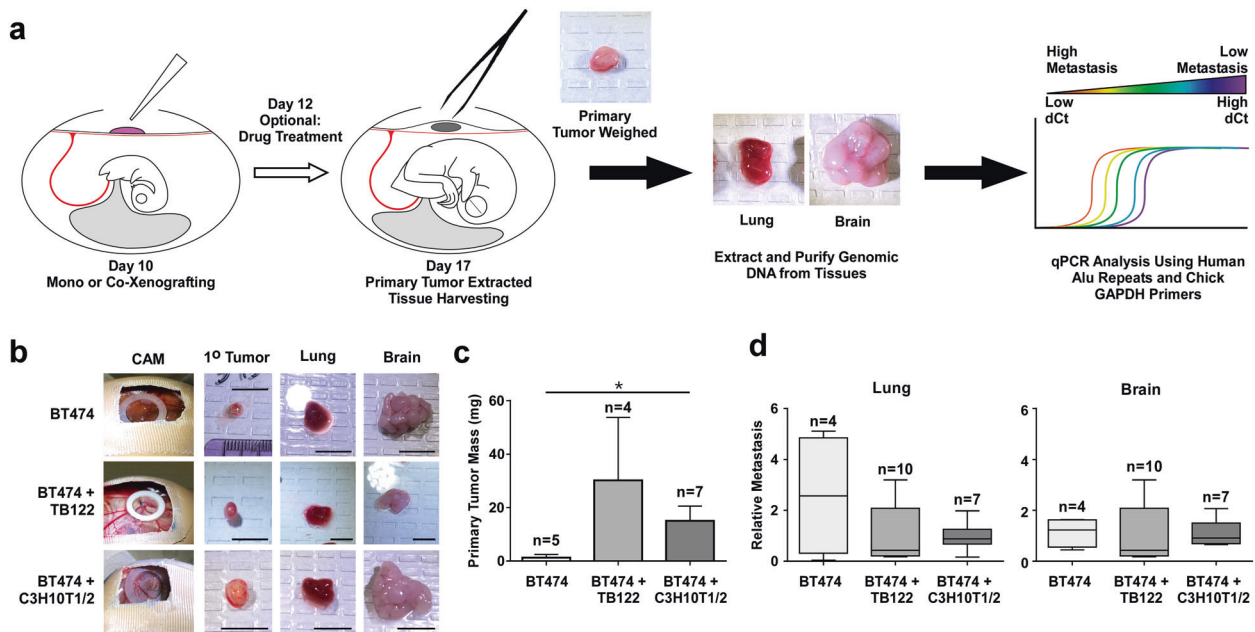 a
Day 10
Mono or Co-Xenografting
Day 12
Optional:
Drug Treatment
Day 17
Primary Tumor Extracted
Tissue Harvesting
Primary
Tumor Weighed
Lung
Brain
Extract and Purify Genomic
DNA from Tissues
High
Metastasis
Low
Metastasis
Low
dCt
High
dCt
qPCR Analysis Using Human
Alu Repeats and Chick
GAPDH Primers
b
CAM
1º Tumor
Lung
Brain
BT474
BT474 +
TB122
BT474 +
C3H10T1/2
c
Primary Tumor Mass (mg)
60
40
20
0
*
n=5
n=4
n=7
BT474
BT474 +
TB122
BT474 +
C3H10T1/2
d
Relative Metastasis
Lung
6
4
2
0
n=4
n=10
n=7
BT474
BT474 +
TB122
BT474 +
C3H10T1/2
Brain
6
4
2
0
n=4
n=10
n=7
BT474
BT474 +
TB122
BT474 +
C3H10T1/2